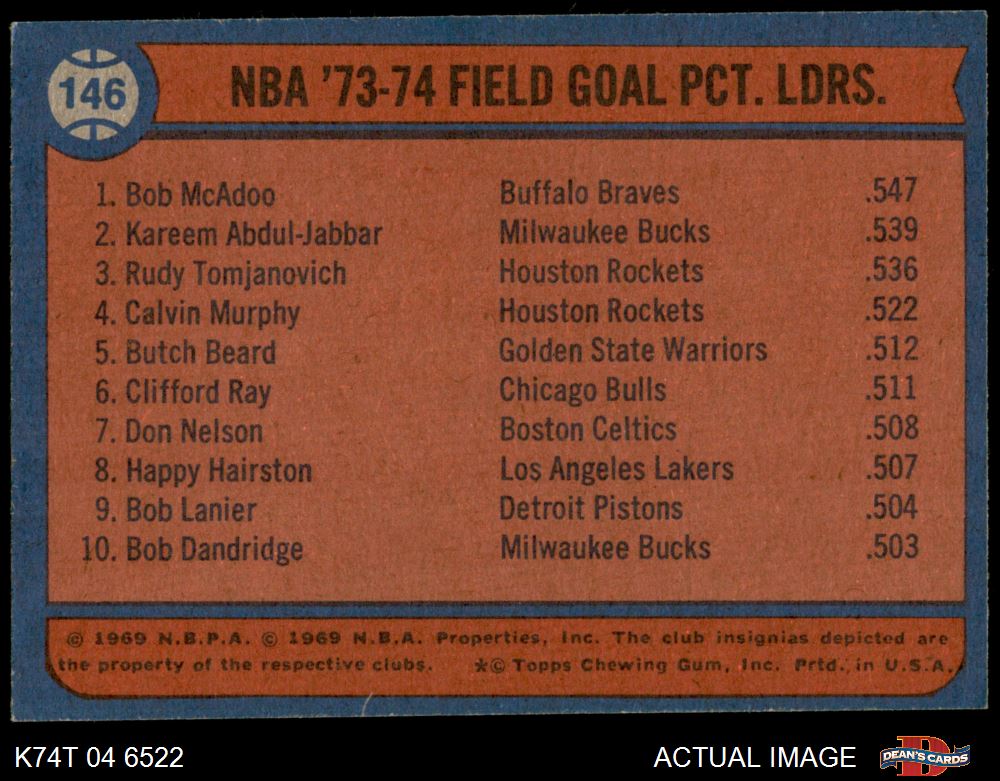 146
NBA '73-74 FIELD GOAL PCT. LDRS.
1. Bob McAdoo Buffalo Braves .547
2. Kareem Abdul-Jabbar Milwaukee Bucks .539
3. Rudy Tomjanovich Houston Rockets .536
4. Calvin Murphy Houston Rockets .522
5. Butch Beard Golden State Warriors .512
6. Clifford Ray Chicago Bulls .511
7. Don Nelson Boston Celtics .508
8. Happy Hairston Los Angeles Lakers .507
9. Bob Lanier Detroit Pistons .504
10. Bob Dandridge Milwaukee Bucks .503
© 1969 N.B.P.A. © 1969 N.B.A. Properties, Inc. The club insignias depicted are
the property of the respective clubs. *© Topps Chewing Gum, Inc. Prtd. in U.S.A.
K74T 04 6522 ACTUAL IMAGE D DEAN'S CARDS